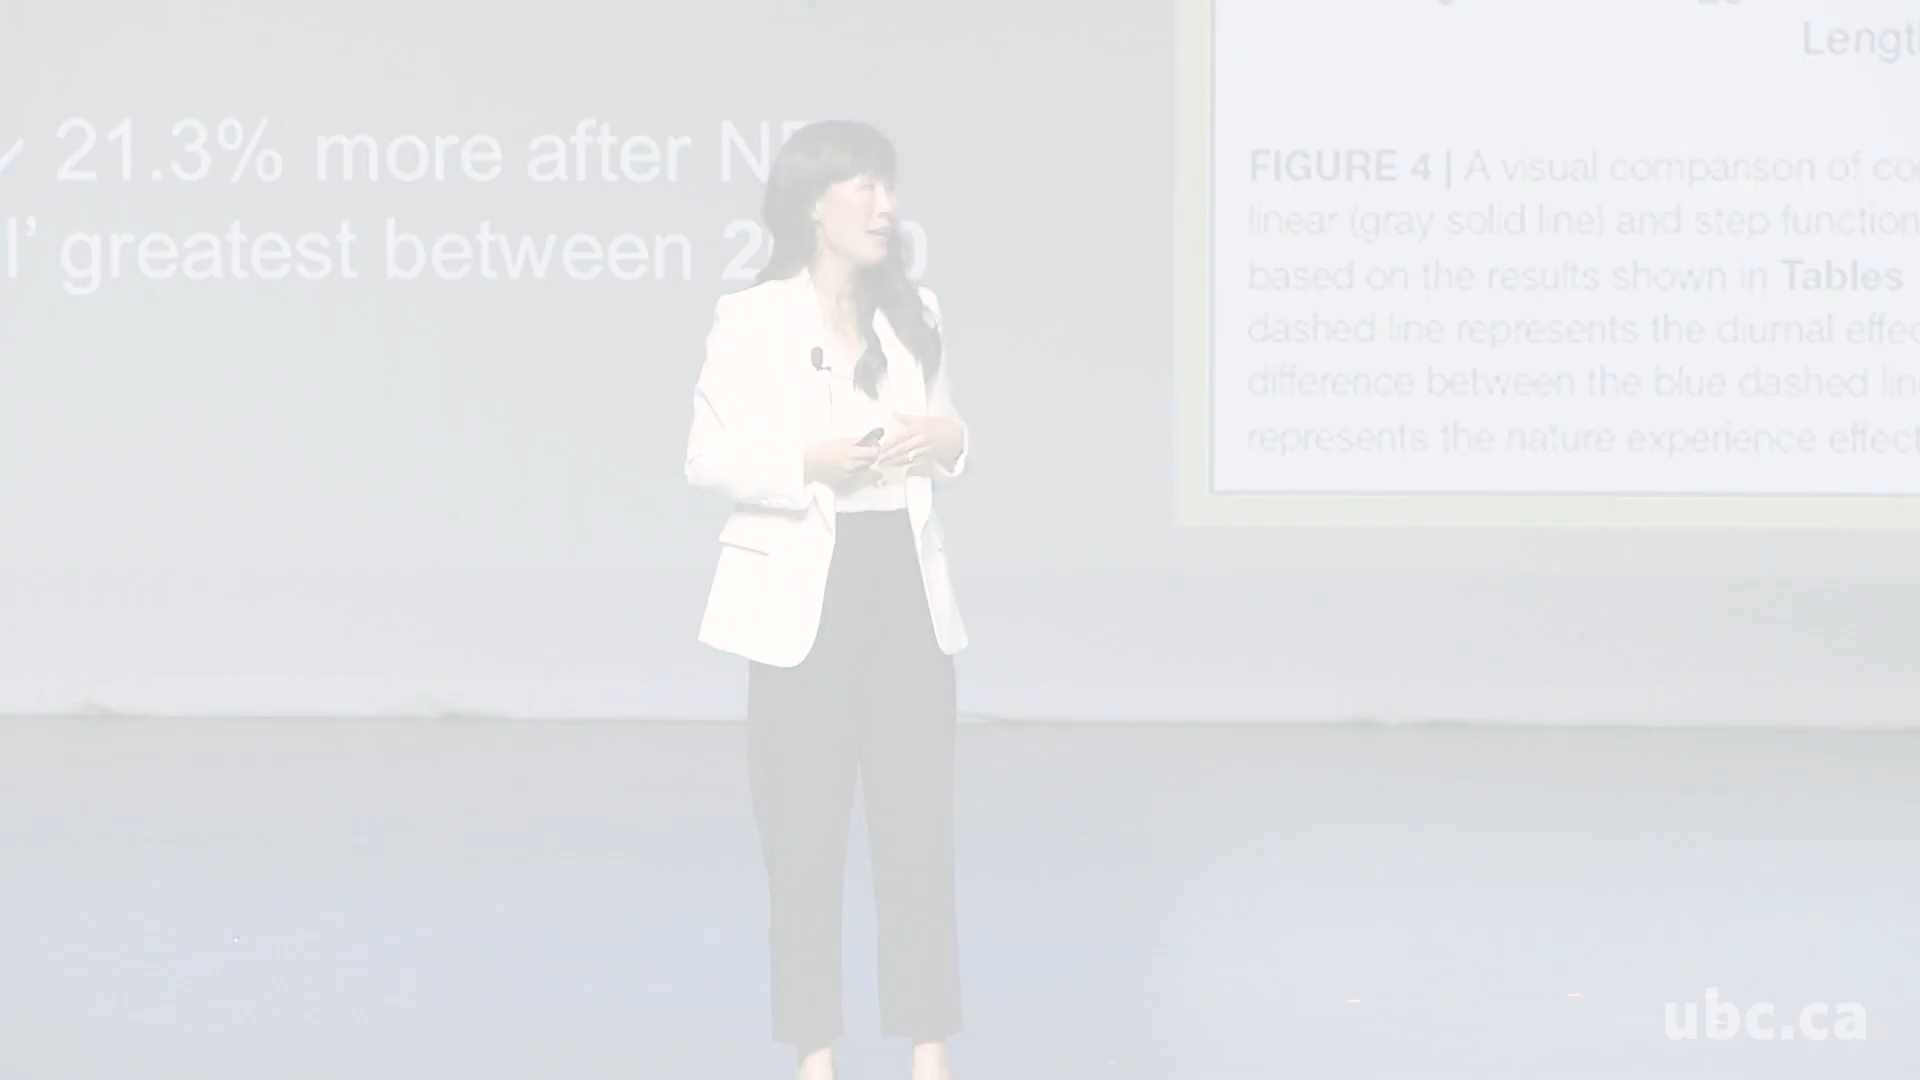 21.3% more after
greatest between
Lengt
FIGURE 4 | A visual comparison of co
linear (gray solid line) and step function
based on the results shown in Tables
dashed line represents the diurnal effec
difference between the blue dashed lin
represents the nature experience effect
ubc.ca